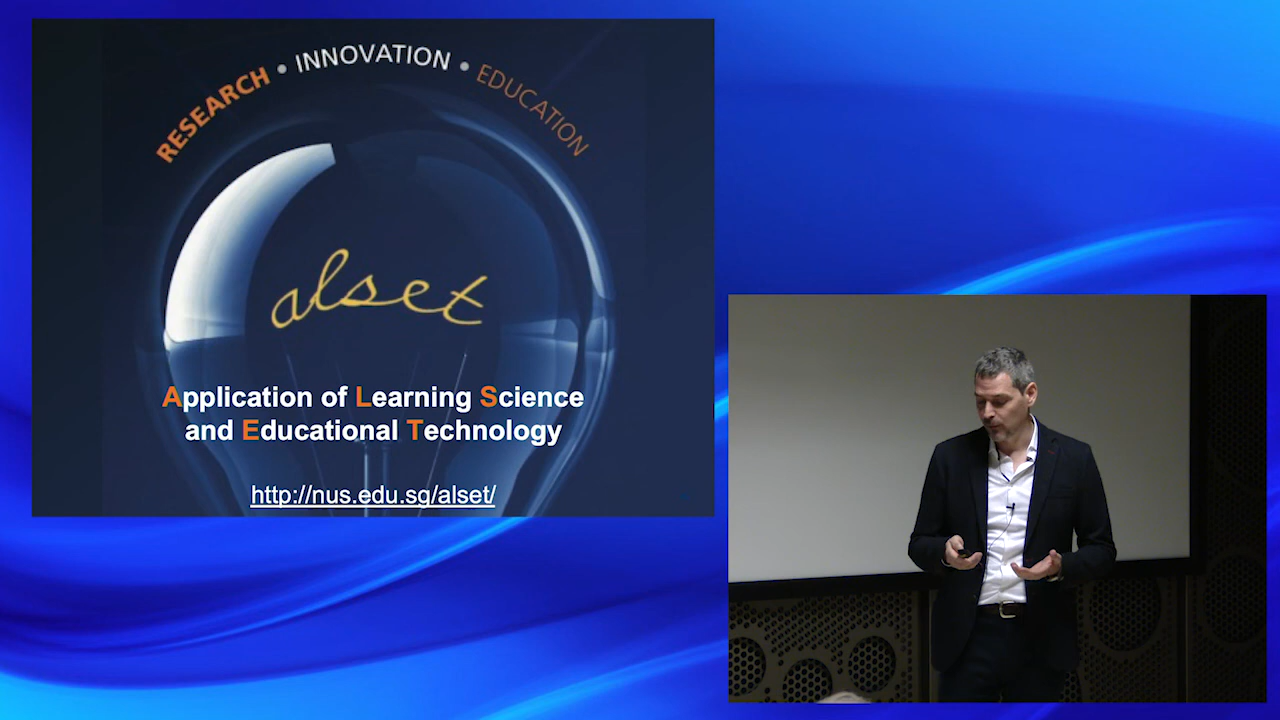 RESEARCH • INNOVATION • EDUCATION
alset
Application of Learning Science
and Educational Technology
http://nus.edu.sg/alset/